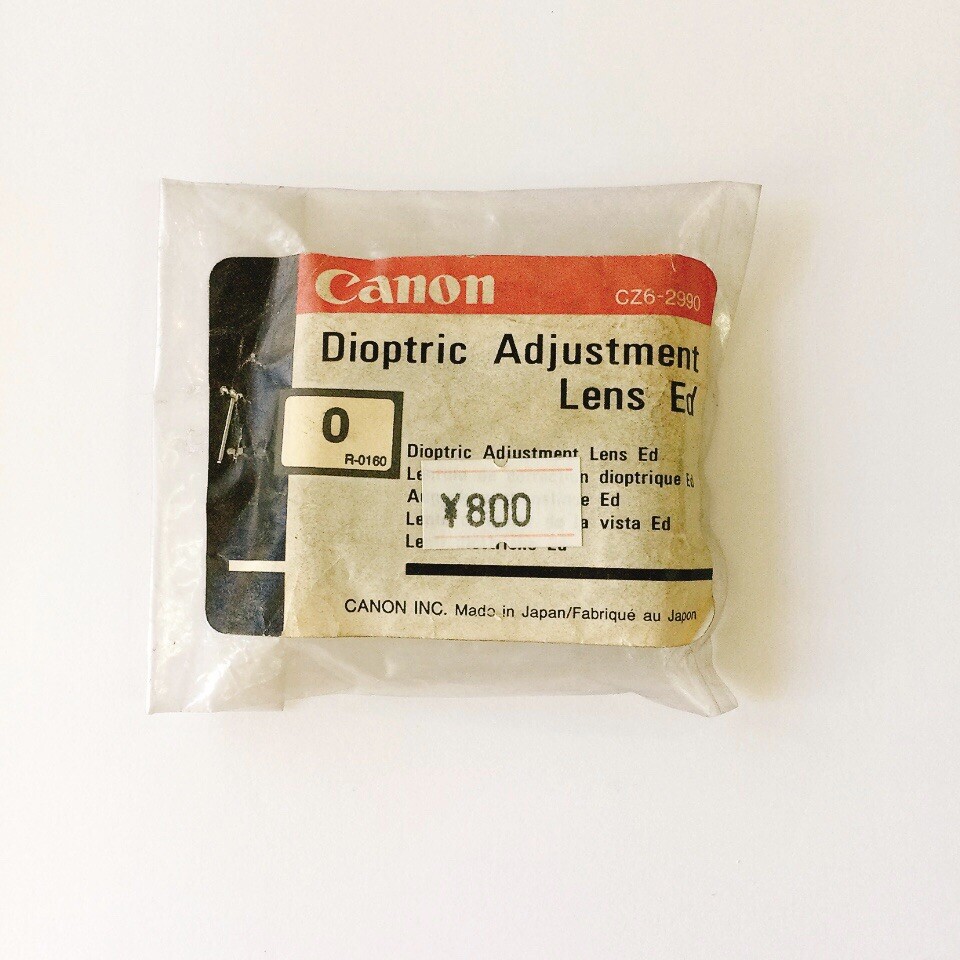 Canon
CZ6-2990
Dioptric Adjustment
Lens Ed
0
R-0160
Dioptric Adjustment Lens Ed
dioptrique Ed
Ed
a vista Ed
¥800
CANON INC. Made in Japan/Fabriqué au Japon